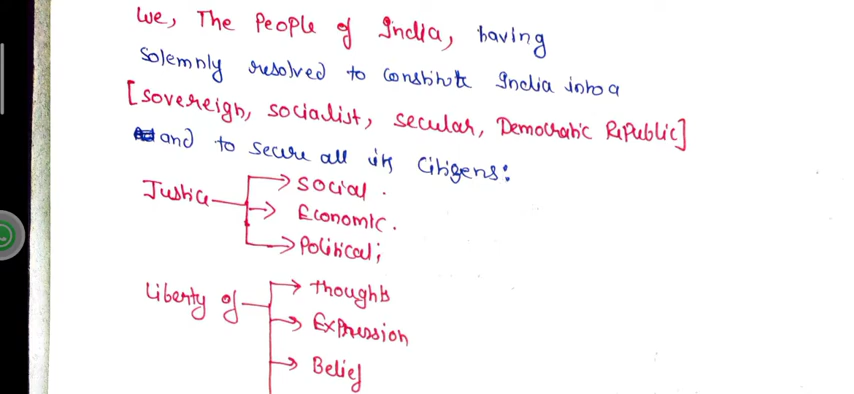 We, The People of India, having
solemnly resolved to constitute India into a
[sovereign, socialist, secular, Democratic Republic]
and to secure all its Citizens:
Justice
→ social.
→ Economic.
→ Political;
Liberty of
→ thoughts
→ Expression
→ Belief